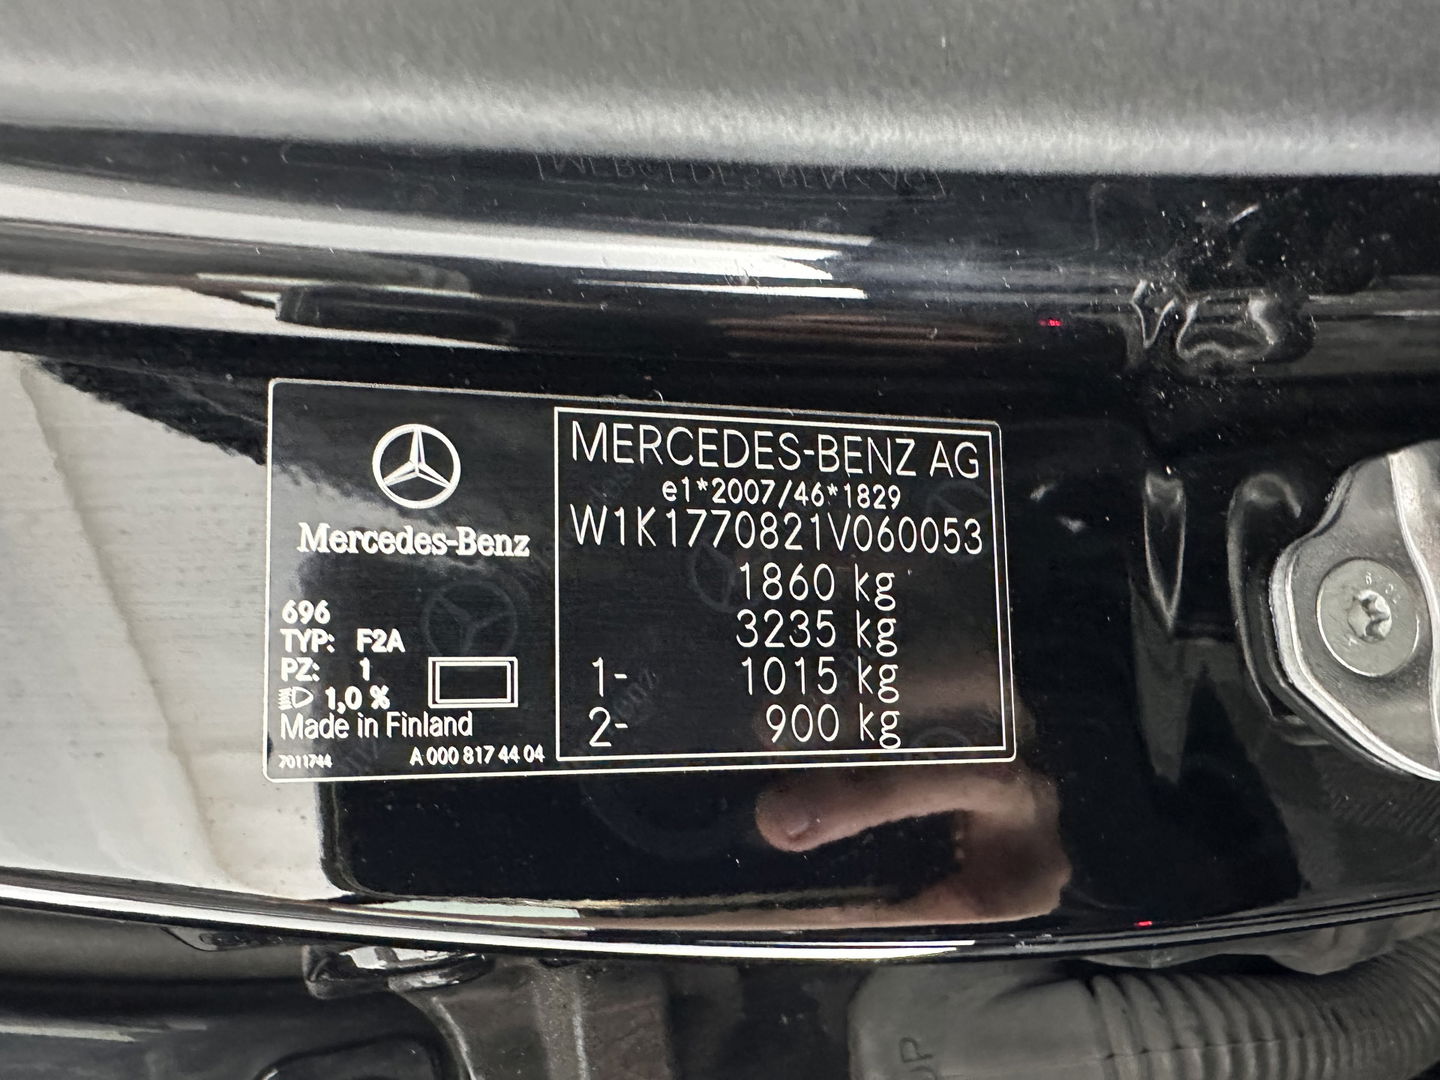 Mercedes-Benz
696
TYP: F2A
PZ: 1
1,0 %
Made in Finland
7011744
A 000 817 44 04
MERCEDES-BENZ AG
e1*2007/46*1829
W1K1770821V060053
1860 kg
3235 kg
1- 1015 kg
2- 900 kg